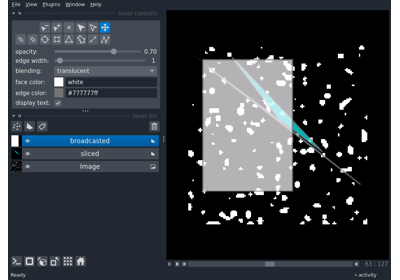 File View Plugins Window Help
layer controls
opacity: 0.70
edge width: 1
blending: translucent
face color: white
edge color: #777777ff
display text:
layer list
broadcasted
sliced
Image
63 127
Ready
activity